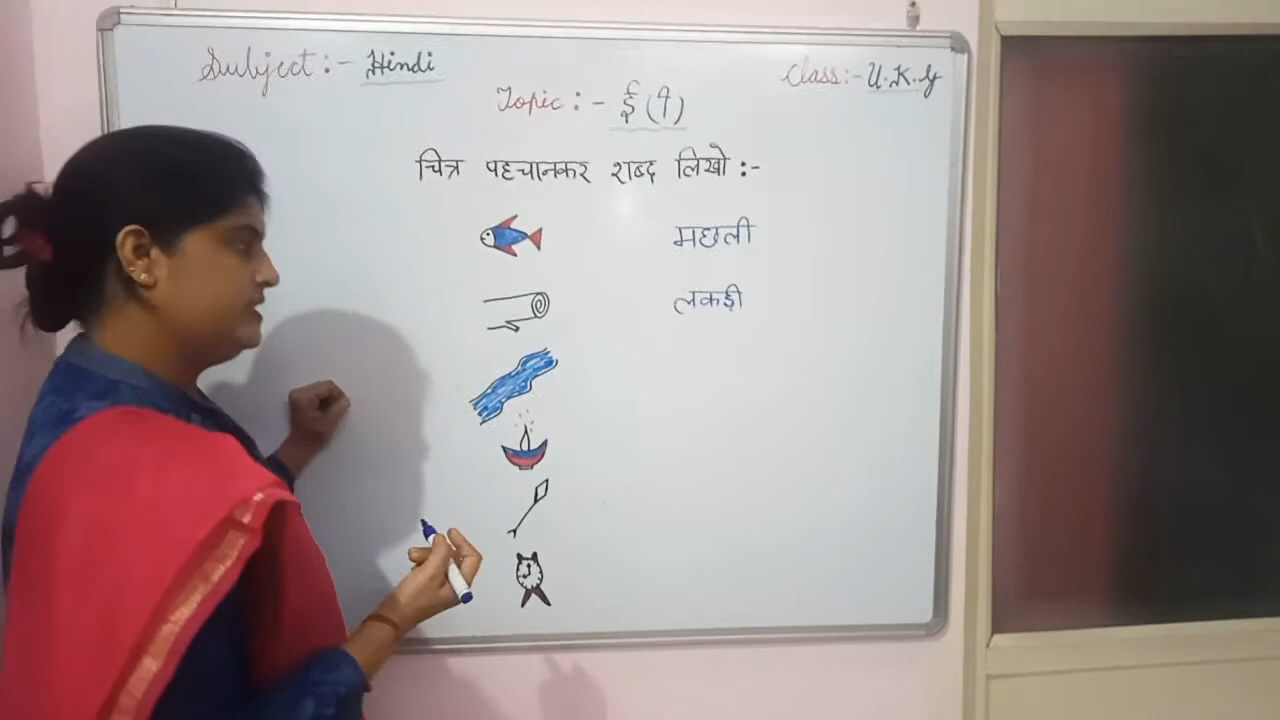 Subject :- Hindi
Class :- U.K.G
Topic :- ई (ी)
चित्र पहचानकर शब्द लिखो :-
मछली
लकड़ी